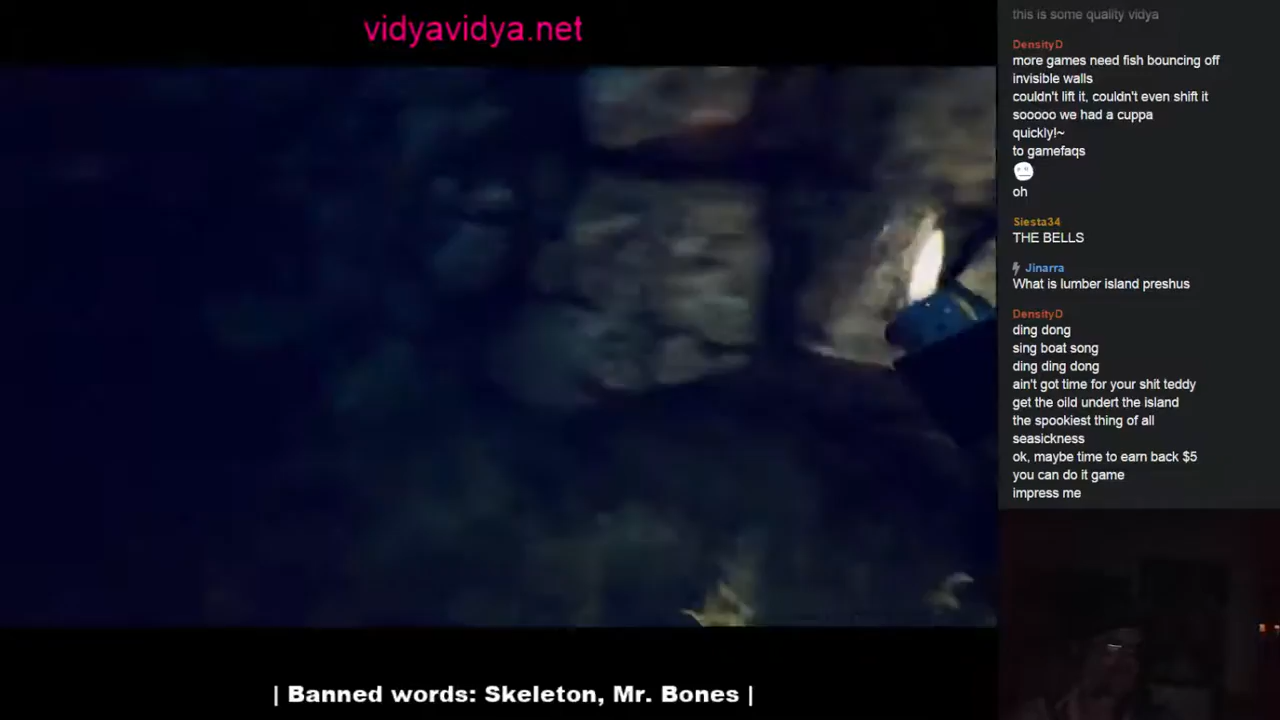 vidyavidya.net
this is some quality vidya
DensityD
more games need fish bouncing off
invisible walls
couldn't lift it, couldn't even shift it
sooooo we had a cuppa
quickly!~
to gamefaqs
oh
Siesta34
THE BELLS
Jinarra
What is lumber island preshus
DensityD
ding dong
sing boat song
ding ding dong
ain't got time for your shit teddy
get the oild undert the island
the spookiest thing of all
seasickness
ok, maybe time to earn back $5
you can do it game
impress me
| Banned words: Skeleton, Mr. Bones |